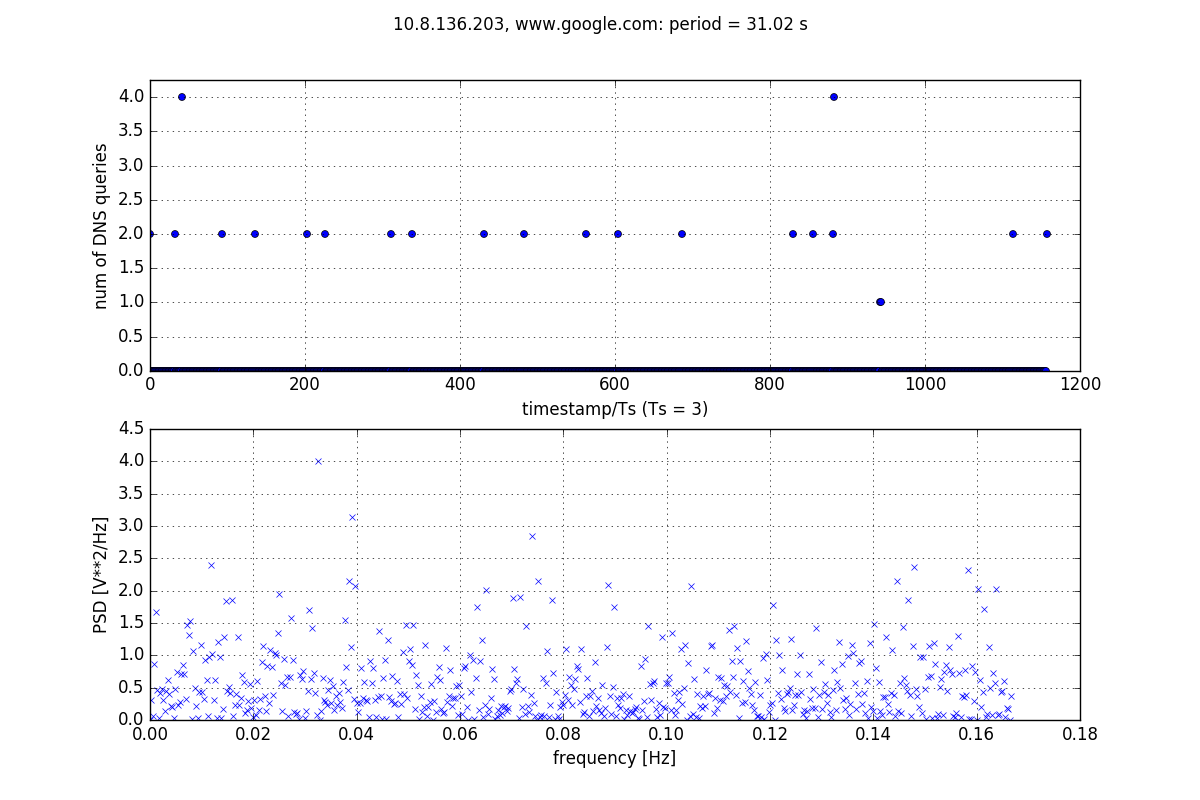 10.8.136.203, www.google.com: period = 31.02 s
4.0
3.5
3.0
2.5
2.0
1.5
1.0
0.5
0.0
num of DNS queries
0 200 400 600 800 1000 1200
timestamp/Ts (Ts = 3)
4.5
4.0
3.5
3.0
2.5
2.0
1.5
1.0
0.5
0.0
PSD [V**2/Hz]
0.00 0.02 0.04 0.06 0.08 0.10 0.12 0.14 0.16 0.18
frequency [Hz]